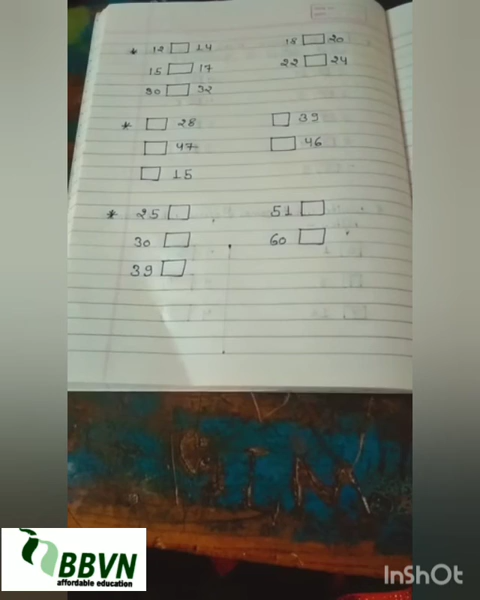 * 12 □ 14 18 □ 20
15 □ 17 22 □ 24
30 □ 32
* □ 28 □ 39
□ 47 □ 46
□ 15
* 25 □ 51 □
30 □ 60 □
39 □
GIM
BBVN
affordable education
InShOt